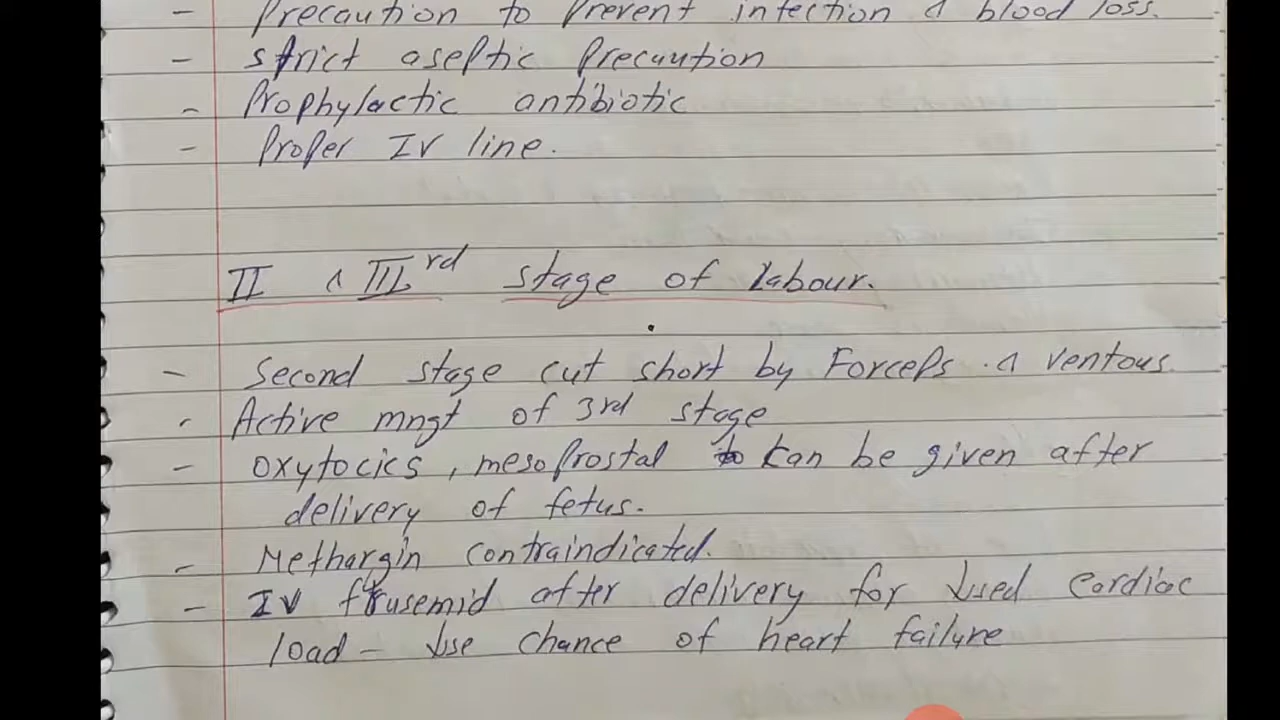 - Precaution to prevent infection & blood loss.
- strict aseptic Precaution
- Prophylactic antibiotic
- Proper IV line.
II & IIIrd stage of Labour.
- Second stage cut short by Forceps. & ventous.
- Active mngt of 3rd stage
- oxytocics, mesoprostal can be given after
delivery of fetus.
- Methargin contraindicated.
- IV frusemid after delivery for ↓sed cardiac
load - ↓se chance of heart failure